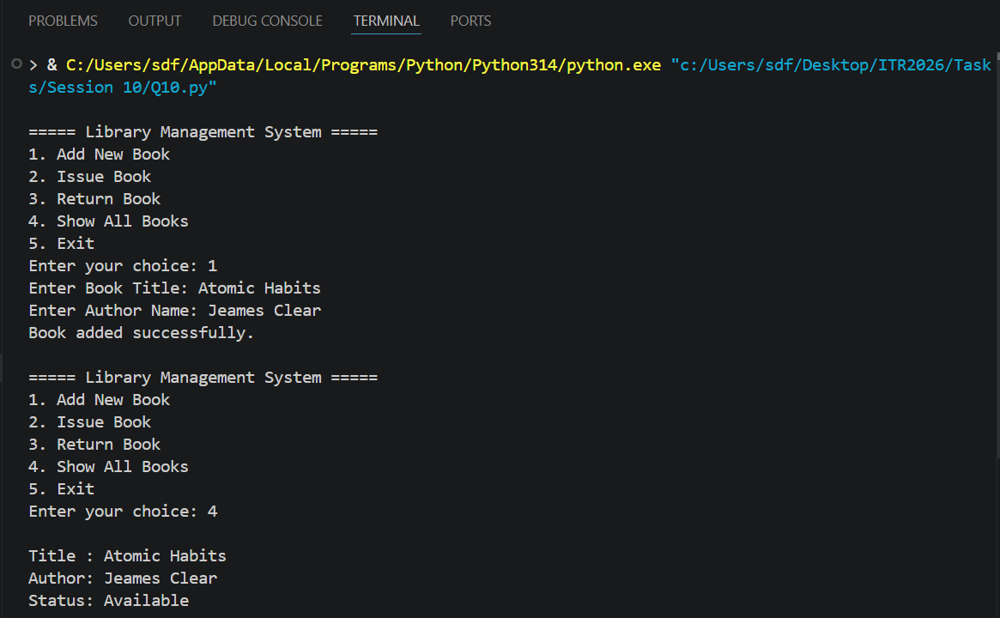 PROBLEMS OUTPUT DEBUG CONSOLE TERMINAL PORTS
> & C:/Users/sdf/AppData/Local/Programs/Python/Python314/python.exe "c:/Users/sdf/Desktop/ITR2026/Task
s/Session 10/Q10.py"
===== Library Management System =====
1. Add New Book
2. Issue Book
3. Return Book
4. Show All Books
5. Exit
Enter your choice: 1
Enter Book Title: Atomic Habits
Enter Author Name: Jeames Clear
Book added successfully.
===== Library Management System =====
1. Add New Book
2. Issue Book
3. Return Book
4. Show All Books
5. Exit
Enter your choice: 4
Title : Atomic Habits
Author: Jeames Clear
Status: Available